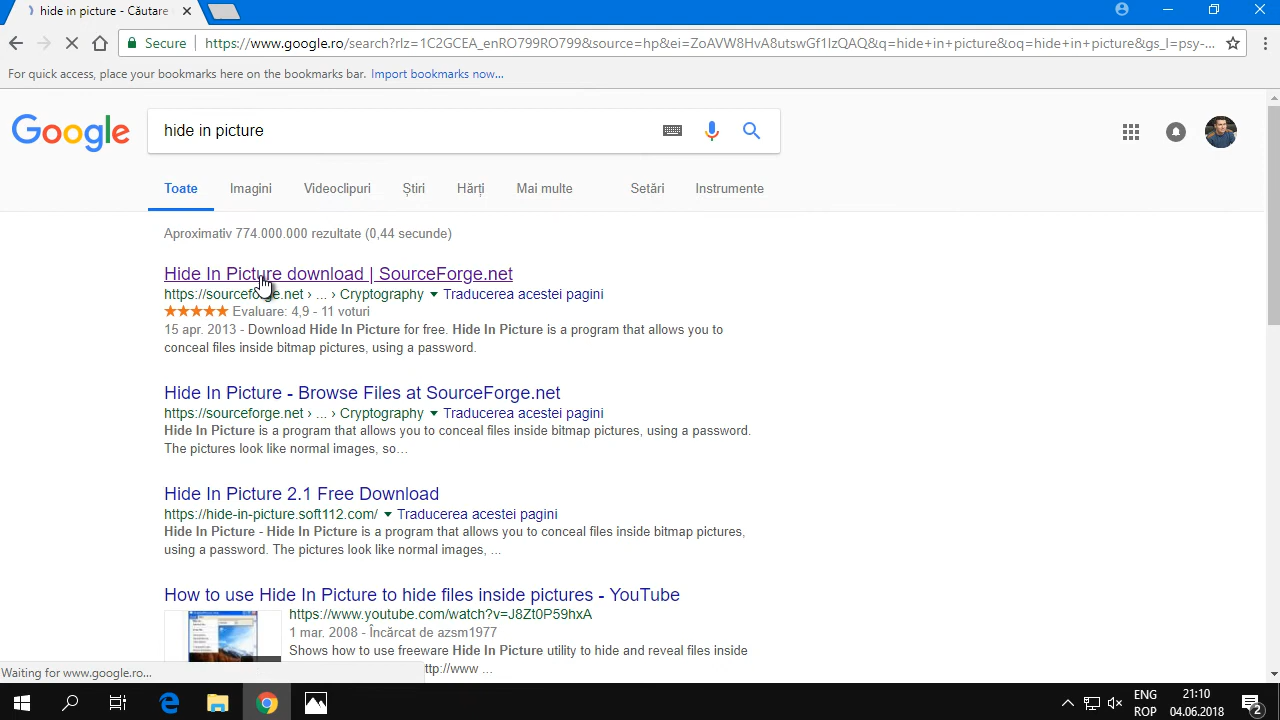 hide in picture - Căutare
Secure
https://www.google.ro/search?rlz=1C2GCEA_enRO799RO799&source=hp&ei=ZoAVW8HvA8utswGf1IzQAQ&q=hide+in+picture&oq=hide+in+picture&gs_l=psy-...
For quick access, place your bookmarks here on the bookmarks bar. Import bookmarks now...
Google
hide in picture
Toate Imagini Videoclipuri Știri Hărți Mai multe Setări Instrumente
Aproximativ 774.000.000 rezultate (0,44 secunde)
Hide In Picture download | SourceForge.net
https://sourceforge.net › ... › Cryptography ▾ Traducerea acestei pagini
★★★★★ Evaluare: 4,9 - 11 voturi
15 apr. 2013 - Download Hide In Picture for free. Hide In Picture is a program that allows you to
conceal files inside bitmap pictures, using a password.
Hide In Picture - Browse Files at SourceForge.net
https://sourceforge.net › ... › Cryptography ▾ Traducerea acestei pagini
Hide In Picture is a program that allows you to conceal files inside bitmap pictures, using a password.
The pictures look like normal images, so...
Hide In Picture 2.1 Free Download
https://hide-in-picture.soft112.com/ ▾ Traducerea acestei pagini
Hide In Picture - Hide In Picture is a program that allows you to conceal files inside bitmap pictures,
using a password. The pictures look like normal images, ...
How to use Hide In Picture to hide files inside pictures - YouTube
https://www.youtube.com/watch?v=J8Zt0P59hxA
1 mar. 2008 - Încărcat de azsm1977
Shows how to use freeware Hide In Picture utility to hide and reveal files inside
ttp://www ...
Waiting for www.google.ro...
ENG 21:10
ROP 04.06.2018 2